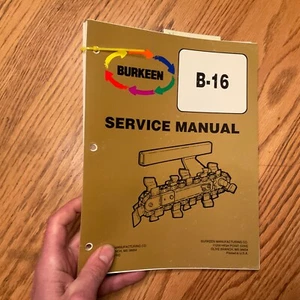 BURKEEN
B-16
SERVICE MANUAL
BURKEEN MANUFACTURING CO.